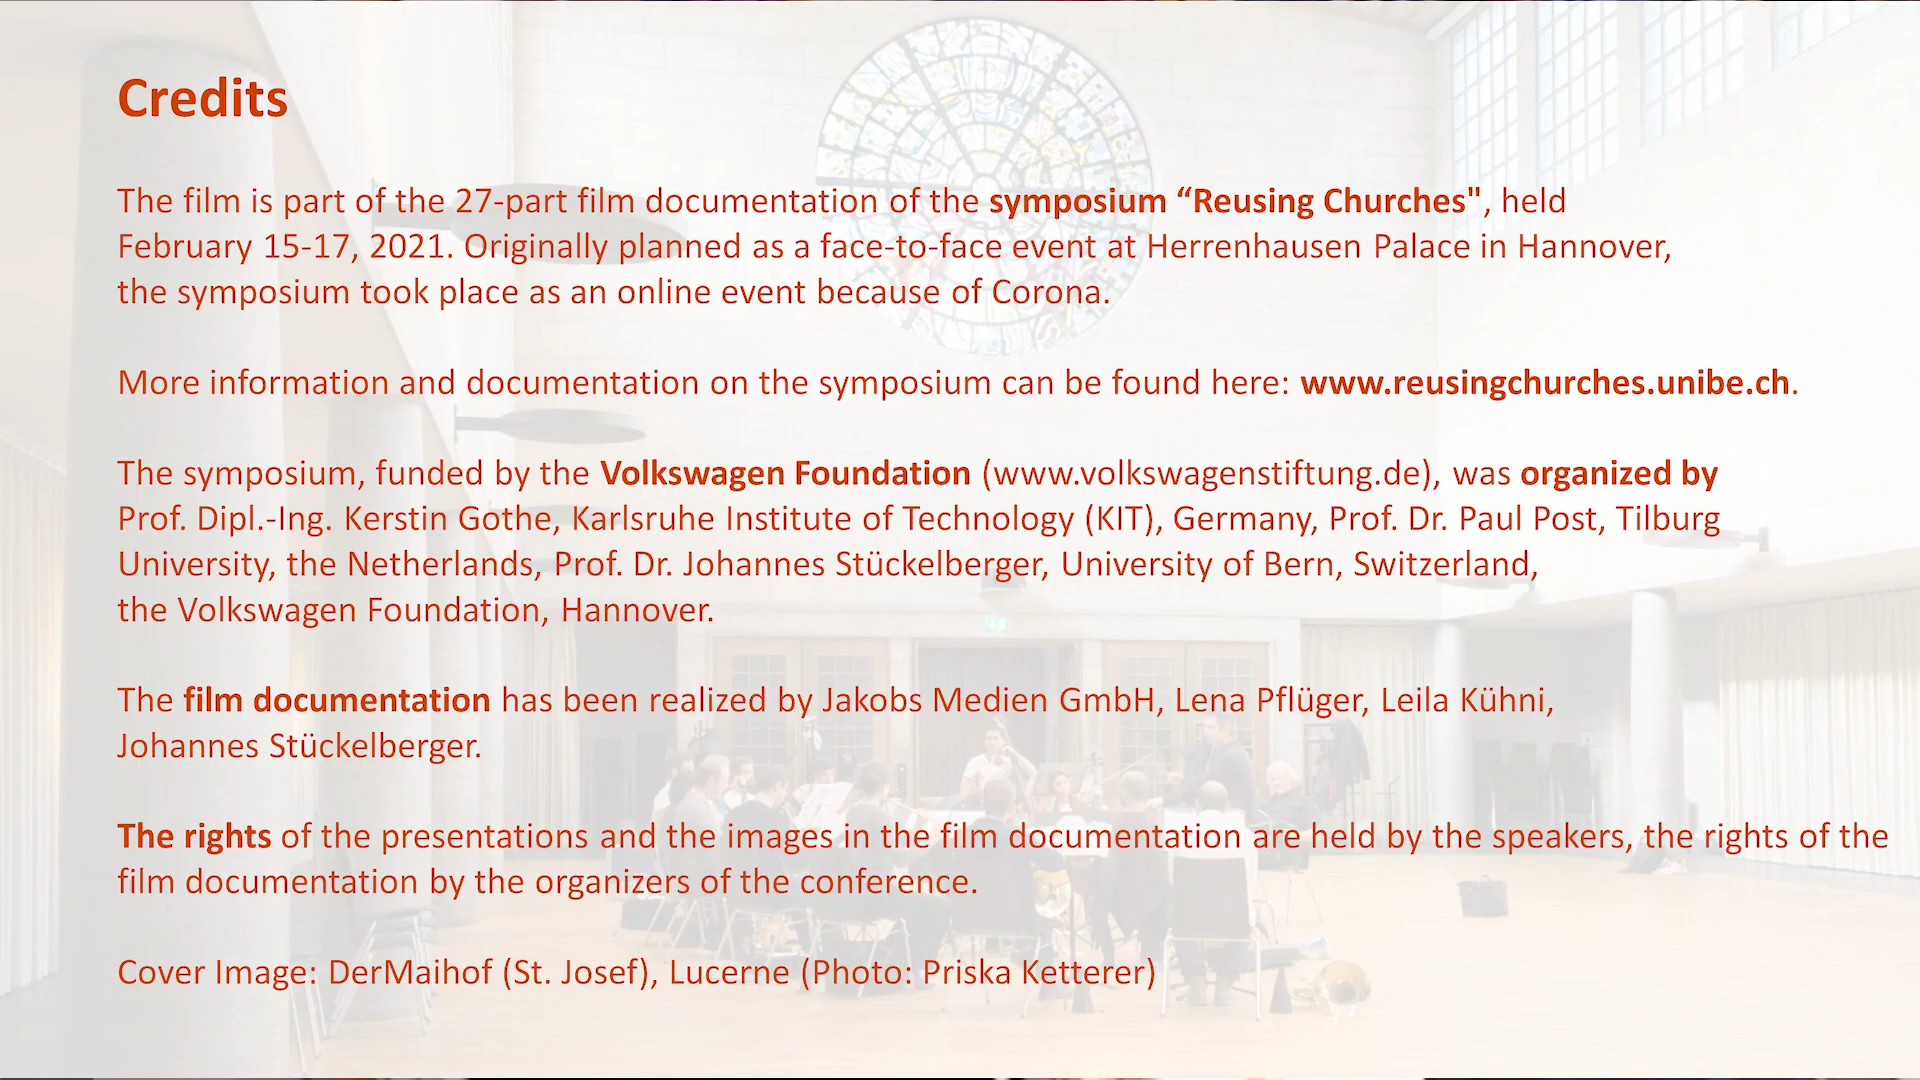 Credits
The film is part of the 27-part film documentation of the symposium “Reusing Churches", held
February 15-17, 2021. Originally planned as a face-to-face event at Herrenhausen Palace in Hannover,
the symposium took place as an online event because of Corona.
More information and documentation on the symposium can be found here: www.reusingchurches.unibe.ch.
The symposium, funded by the Volkswagen Foundation (www.volkswagenstiftung.de), was organized by
Prof. Dipl.-Ing. Kerstin Gothe, Karlsruhe Institute of Technology (KIT), Germany, Prof. Dr. Paul Post, Tilburg
University, the Netherlands, Prof. Dr. Johannes Stückelberger, University of Bern, Switzerland,
the Volkswagen Foundation, Hannover.
The film documentation has been realized by Jakobs Medien GmbH, Lena Pflüger, Leila Kühni,
Johannes Stückelberger.
The rights of the presentations and the images in the film documentation are held by the speakers, the rights of the
film documentation by the organizers of the conference.
Cover Image: DerMaihof (St. Josef), Lucerne (Photo: Priska Ketterer)